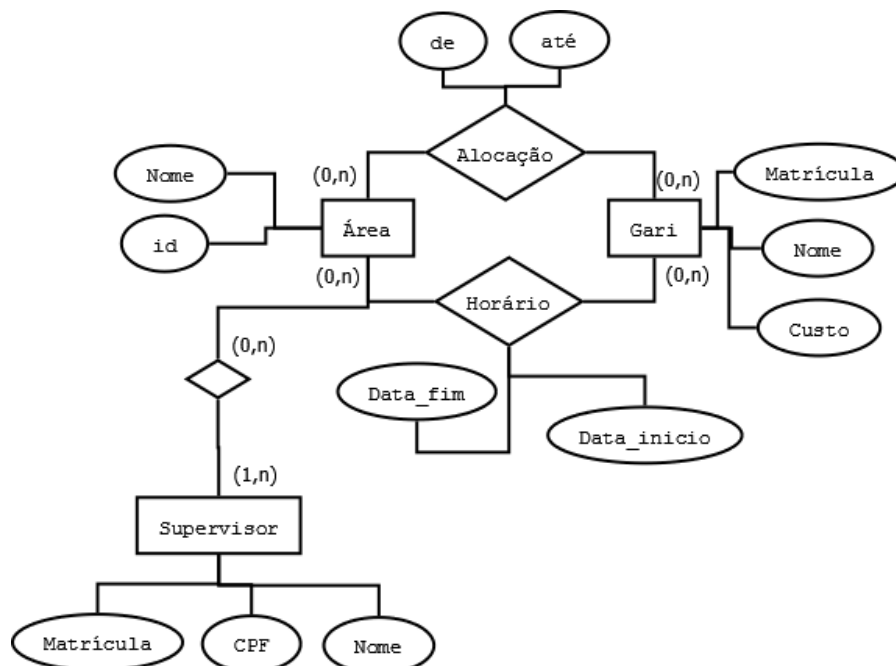 de
até
Alocação
Nome
(0,n)
(0,n)
Matrícula
id
Área
Gari
Nome
(0,n)
(0,n)
Horário
Custo
(0,n)
Data_fim
Data_inicio
(1,n)
Supervisor
Matrícula
CPF
Nome